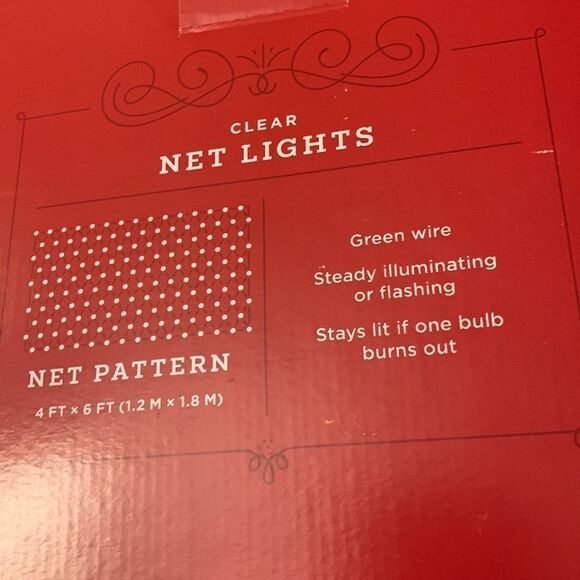 CLEAR
NET LIGHTS
NET PATTERN
4 FT × 6 FT (1.2 M × 1.8 M)
Green wire
Steady illuminating
or flashing
Stays lit if one bulb
burns out